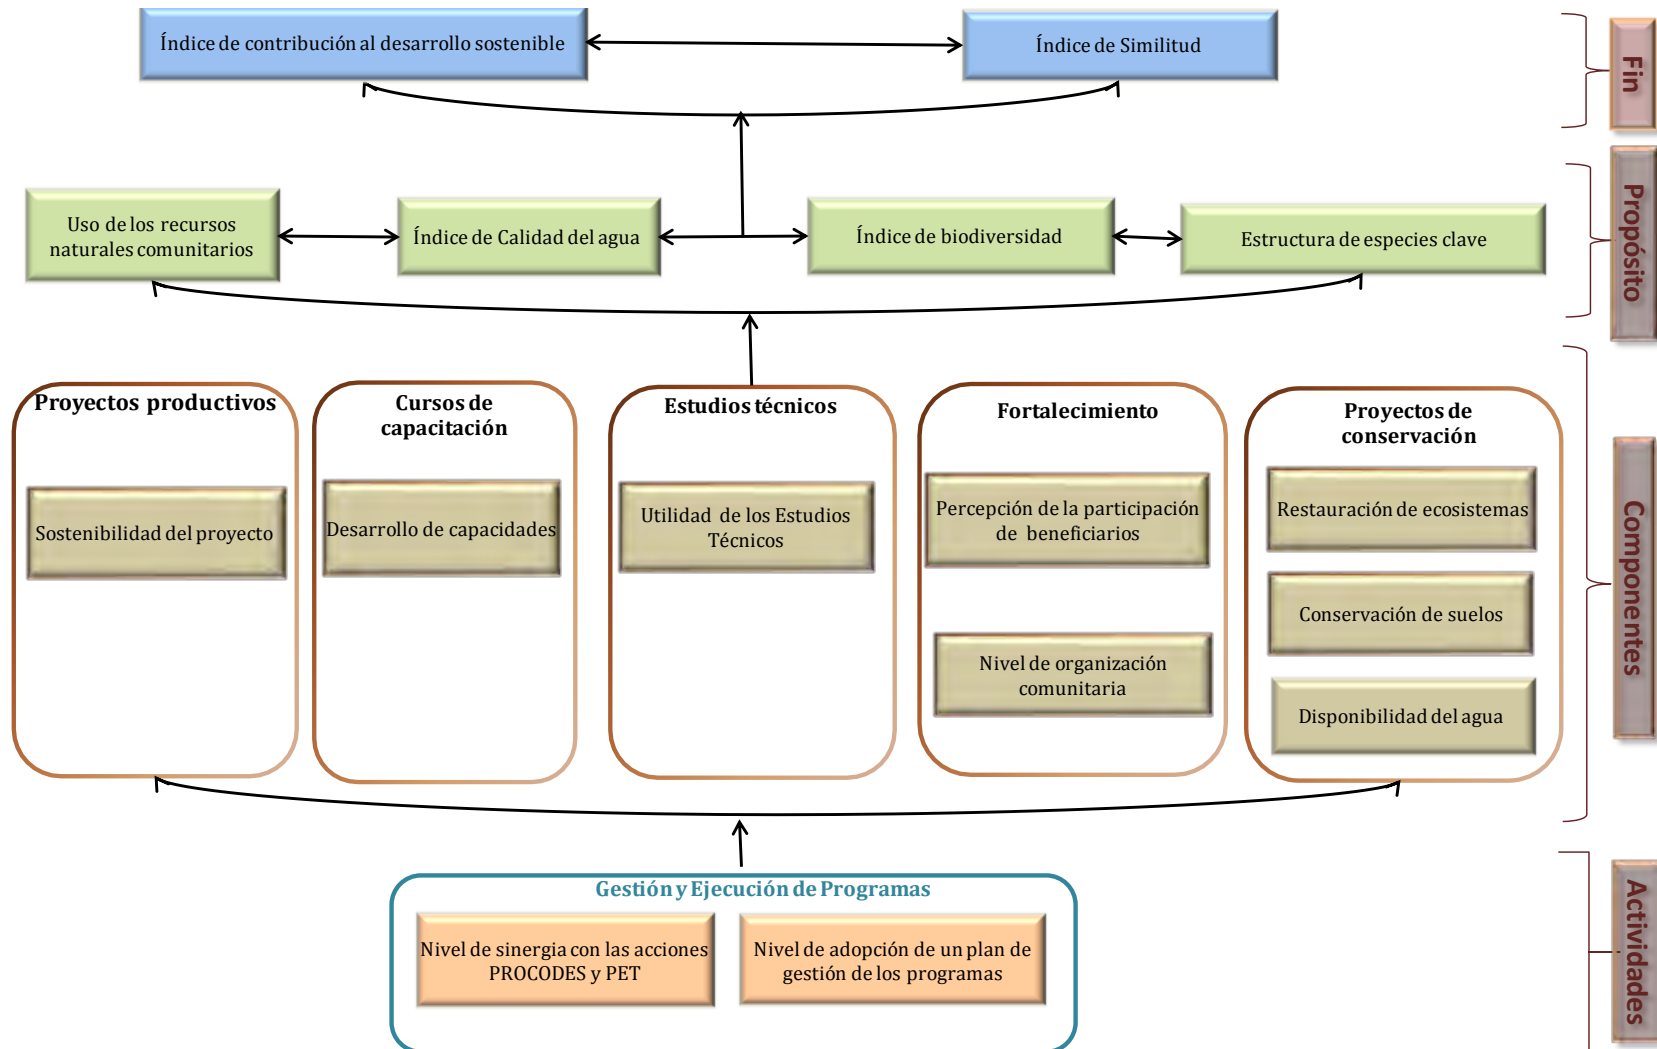 Índice de contribución al desarrollo sostenible
Índice de Similitud
Fin
Uso de los recursos
naturales comunitarios
Índice de Calidad del agua
Índice de biodiversidad
Estructura de especies clave
Propósito
Proyectos productivos
Sostenibilidad del proyecto
Cursos de
capacitación
Desarrollo de capacidades
Estudios técnicos
Utilidad de los Estudios
Técnicos
Fortalecimiento
Percepción de la participación
de beneficiarios
Nivel de organización
comunitaria
Proyectos de
conservación
Restauración de ecosistemas
Conservación de suelos
Disponibilidad del agua
Componentes
Gestión y Ejecución de Programas
Nivel de sinergia con las acciones
PROCODES y PET
Nivel de adopción de un plan de
gestión de los programas
Actividades